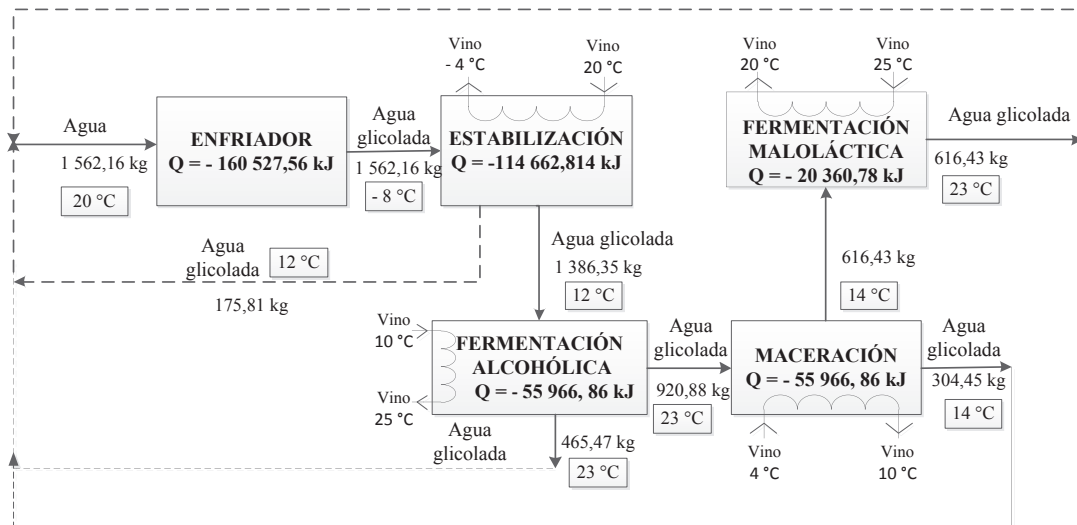 Agua
1 562,16 kg
20 °C
ENFRIADOR
Q = - 160 527,56 kJ
Agua
glicolada
1 562,16 kg
- 8 °C
Vino
- 4 °C
Vino
20 °C
ESTABILIZACIÓN
Q = -114 662,814 kJ
Vino
20 °C
Vino
25 °C
FERMENTACIÓN
MALOLÁCTICA
Q = - 20 360,78 kJ
Agua glicolada
616,43 kg
23 °C
Agua
glicolada
12 °C
175,81 kg
Agua glicolada
1 386,35 kg
12 °C
616,43 kg
14 °C
Vino
10 °C
Vino
25 °C
FERMENTACIÓN
ALCOHÓLICA
Q = - 55 966, 86 kJ
Agua
glicolada
920,88 kg
23 °C
MACERACIÓN
Q = - 55 966, 86 kJ
Agua
glicolada
304,45 kg
14 °C
Agua
glicolada
465,47 kg
23 °C
Vino
4 °C
Vino
10 °C